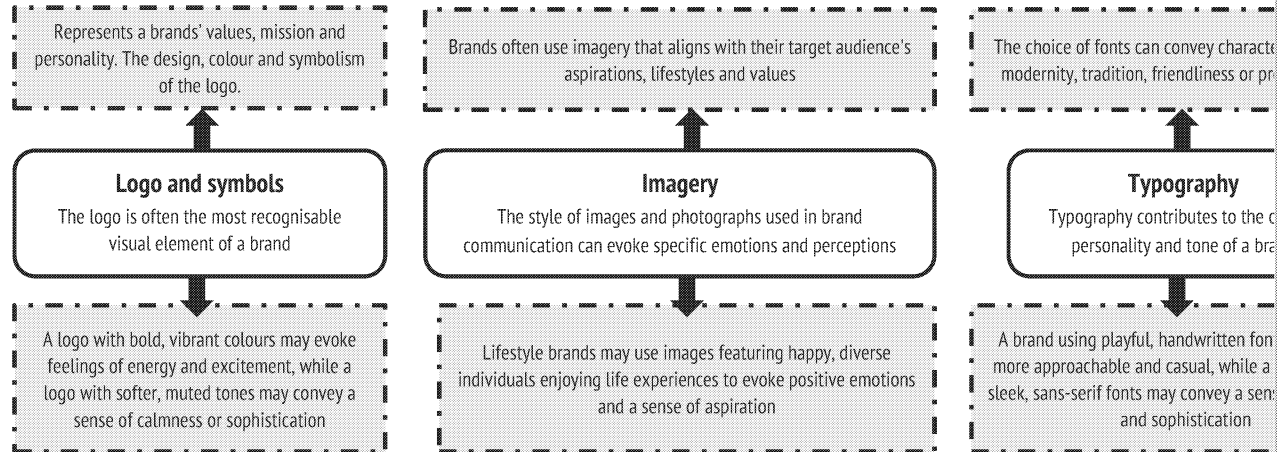 Represents a brands' values, mission and
personality. The design, colour and symbolism
of the logo.
Logo and symbols
The logo is often the most recognisable
visual element of a brand
A logo with bold, vibrant colours may evoke
feelings of energy and excitement, while a
logo with softer, muted tones may convey a
sense of calmness or sophistication
Brands often use imagery that aligns with their target audience's
aspirations, lifestyles and values
Imagery
The style of images and photographs used in brand
communication can evoke specific emotions and perceptions
Lifestyle brands may use images featuring happy, diverse
individuals enjoying life experiences to evoke positive emotions
and a sense of aspiration
The choice of fonts can convey
modernity, tradition, friendliness or
Typography
Typography contributes to the
personality and tone of a
A brand using playful, handwritten
more approachable and casual, while a
sleek, sans-serif fonts may convey a
and sophistication